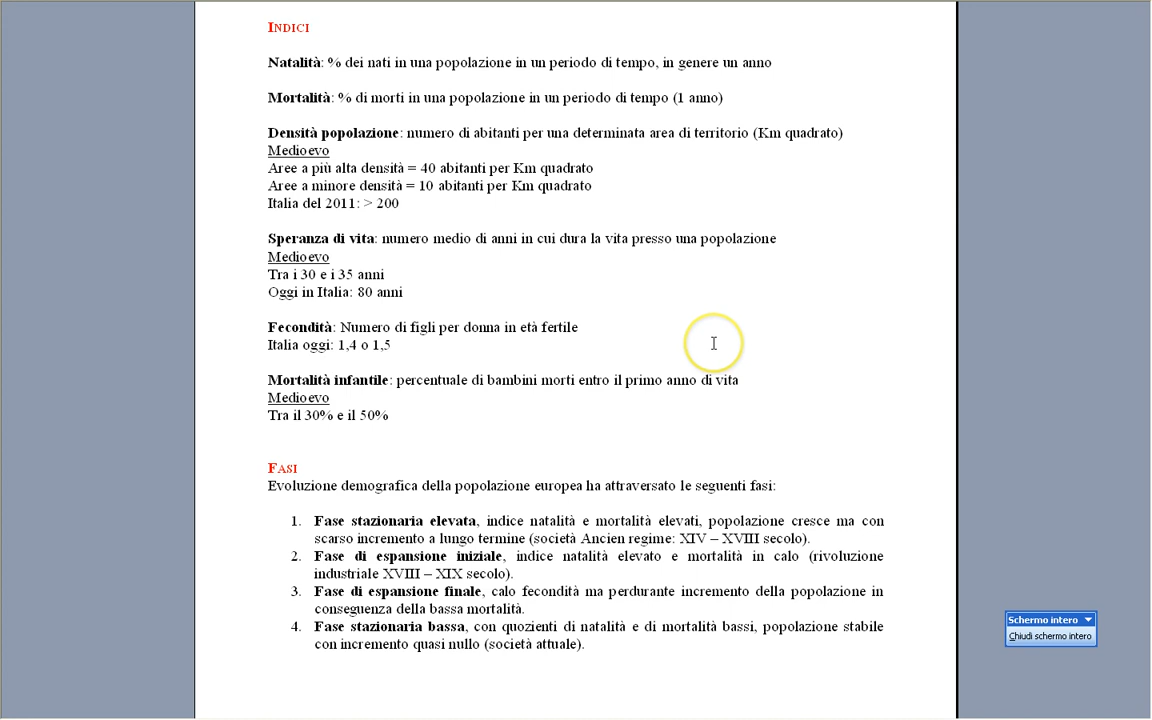 INDICI
Natalità: % dei nati in una popolazione in un periodo di tempo, in genere un anno
Mortalità: % di morti in una popolazione in un periodo di tempo (1 anno)
Densità popolazione: numero di abitanti per una determinata area di territorio (Km quadrato)
Medioevo
Aree a più alta densità = 40 abitanti per Km quadrato
Aree a minore densità = 10 abitanti per Km quadrato
Italia del 2011: > 200
Speranza di vita: numero medio di anni in cui dura la vita presso una popolazione
Medioevo
Tra i 30 e i 35 anni
Oggi in Italia: 80 anni
Fecondità: Numero di figli per donna in età fertile
Italia oggi: 1,4 o 1,5
Mortalità infantile: percentuale di bambini morti entro il primo anno di vita
Medioevo
Tra il 30% e il 50%
FASI
Evoluzione demografica della popolazione europea ha attraversato le seguenti fasi:
1. Fase stazionaria elevata, indice natalità e mortalità elevati, popolazione cresce ma con
scarso incremento a lungo termine (società Ancien regime: XIV – XVIII secolo).
2. Fase di espansione iniziale, indice natalità elevato e mortalità in calo (rivoluzione
industriale XVIII – XIX secolo).
3. Fase di espansione finale, calo fecondità ma perdurante incremento della popolazione in
conseguenza della bassa mortalità.
4. Fase stazionaria bassa, con quozienti di natalità e di mortalità bassi, popolazione stabile
con incremento quasi nullo (società attuale).
Schermo intero
Chiudi schermo intero